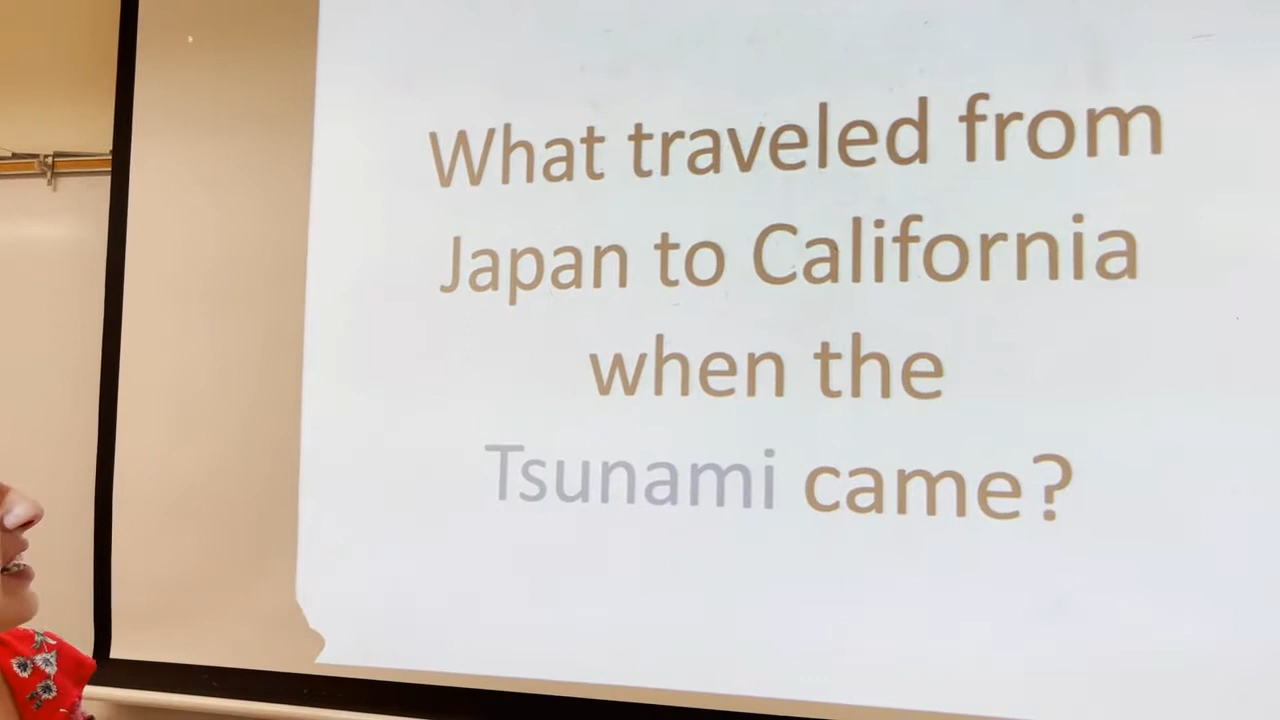 What traveled from
Japan to California
when the
Tsunami came?